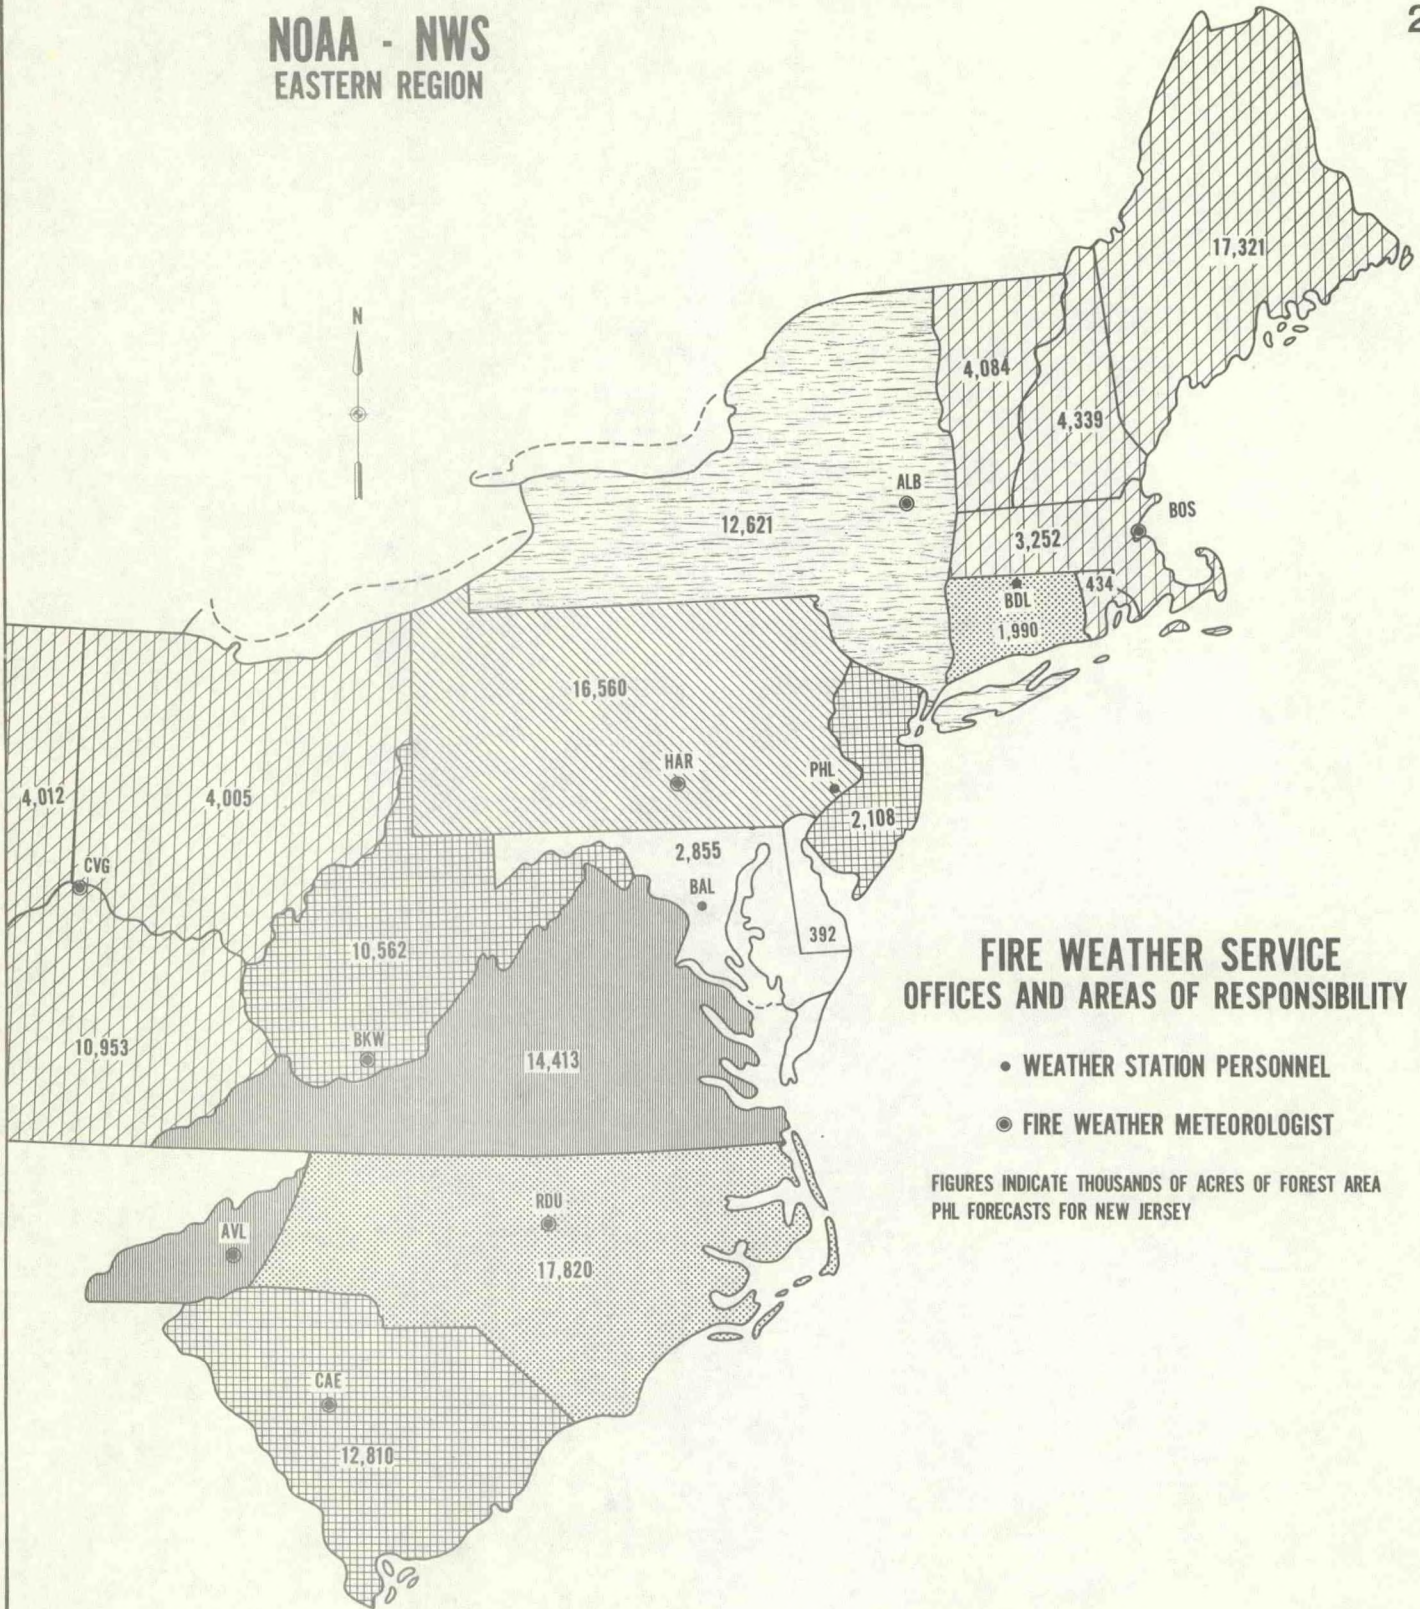 2
NOAA - NWS
EASTERN REGION
17,321
N
4,084
4,339
ALB
BOS
12,621
3,252
434
BDL
1,990
16,560
HAR
PHL
4,012
4,005
2,108
2,855
CVG
BAL
392
10,562
FIRE WEATHER SERVICE
OFFICES AND AREAS OF RESPONSIBILITY
10,953
BKW
14,413
WEATHER STATION PERSONNEL
FIRE WEATHER METEOROLOGIST
FIGURES INDICATE THOUSANDS OF ACRES OF FOREST AREA
PHL FORECASTS FOR NEW JERSEY
RDU
AVL
17,820
CAE
12,810